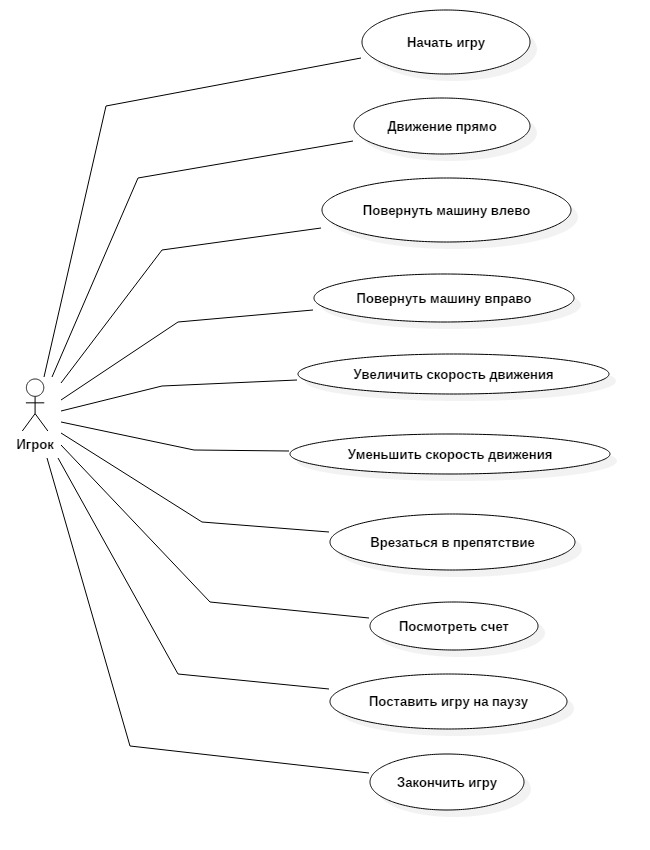 Начать игру
Движение прямо
Повернуть машину влево
Повернуть машину вправо
Увеличить скорость движения
Игрок
Уменьшить скорость движения
Врезаться в препятствие
Посмотреть счет
Поставить игру на паузу
Закончить игру